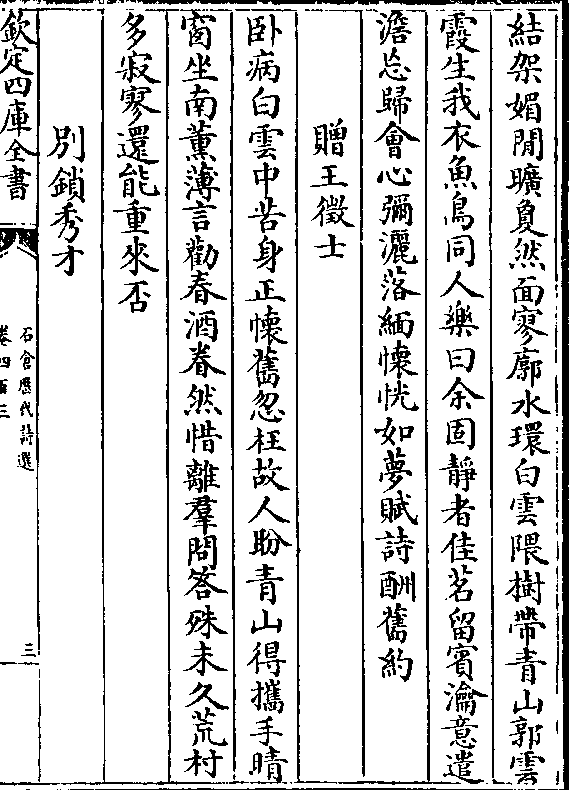 結架媚閒曠負然面寥廓水環白雲隈樹帶青山郭雲
霞生我衣魚鳥同人樂曰余固靜者佳茗留賓瀹意遣
澹忘歸會心彌灑落緬懷恍如夢賦詩酬舊約
贈王徵士
卧病白雲中苦身正懷舊忽枉故人盼青山得攜手晴
窗坐南薰薄言勸春酒眷然惜離羣問答殊未久荒村
多寂寥還能重來否
別鎖秀才
欽定四庫全書
石倉歷代詩選
卷四百三
三